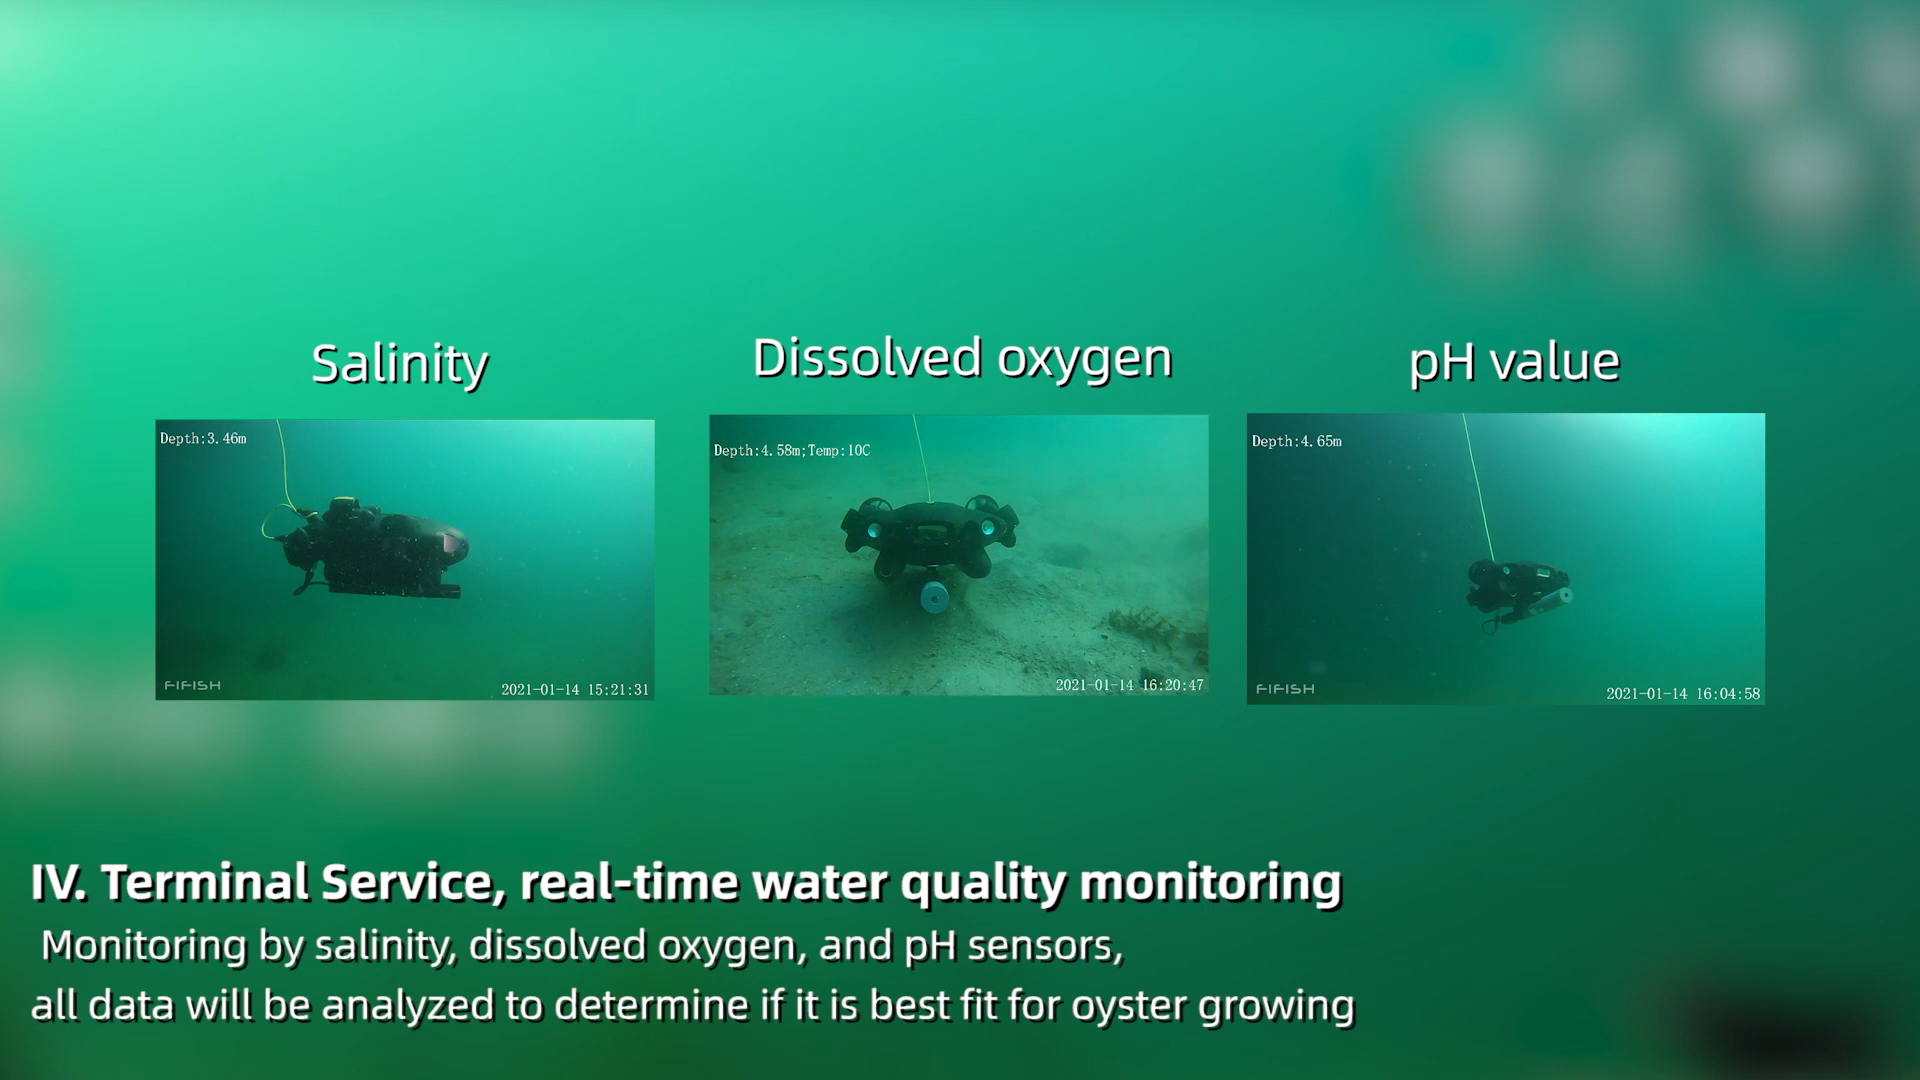 Salinity
Dissolved oxygen
pH value
Depth:3.46m
FIFISH
2021-01-14 15:21:31
Depth:4.58m;Temp:10C
2021-01-14 16:20:47
Depth:4.65m
FIFISH
2021-01-14 16:04:58
IV. Terminal Service, real-time water quality monitoring
Monitoring by salinity, dissolved oxygen, and pH sensors,
all data will be analyzed to determine if it is best fit for oyster growing